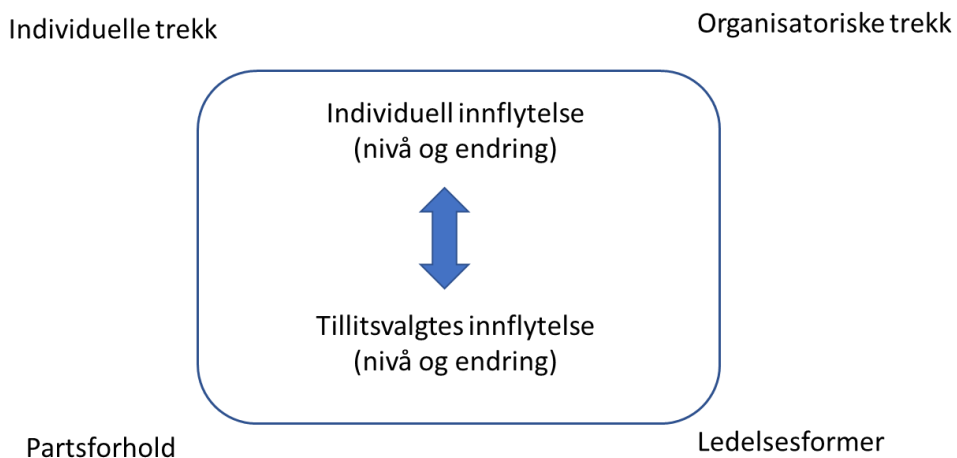 Individuelle trekk
Organisatoriske trekk
Individuell innflytelse
(nivå og endring)
Tillitsvalgtes innflytelse
(nivå og endring)
Partsforhold
Ledelsesformer